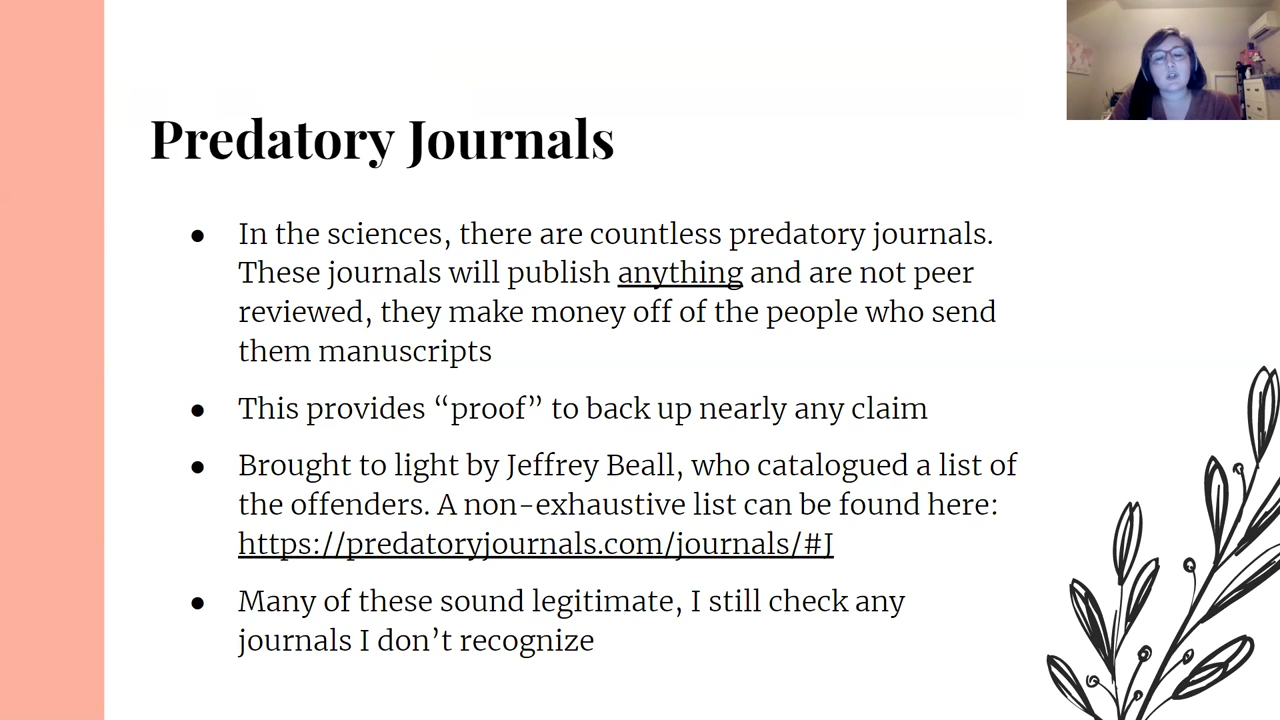 Predatory Journals
● In the sciences, there are countless predatory journals.
These journals will publish anything and are not peer
reviewed, they make money off of the people who send
them manuscripts
● This provides “proof” to back up nearly any claim
● Brought to light by Jeffrey Beall, who catalogued a list of
the offenders. A non-exhaustive list can be found here:
https://predatoryjournals.com/journals/#J
● Many of these sound legitimate, I still check any
journals I don’t recognize